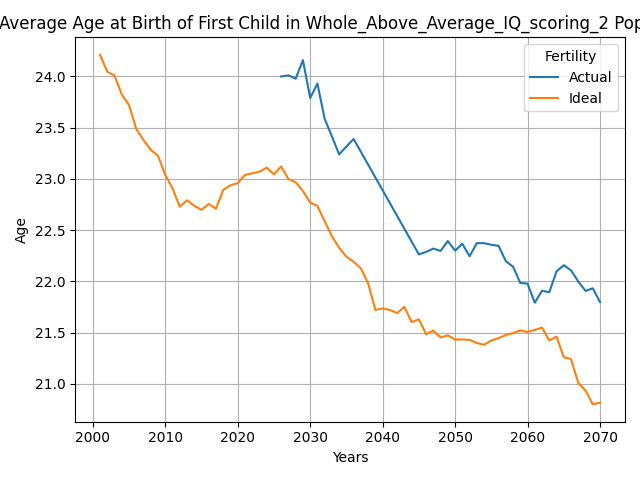 Average Age at Birth of First Child in Whole_Above_Average_IQ_scoring_2 Pop
Fertility
Actual
Ideal
24.0
23.5
23.0
22.5
22.0
21.5
21.0
Age
2000 2010 2020 2030 2040 2050 2060 2070
Years